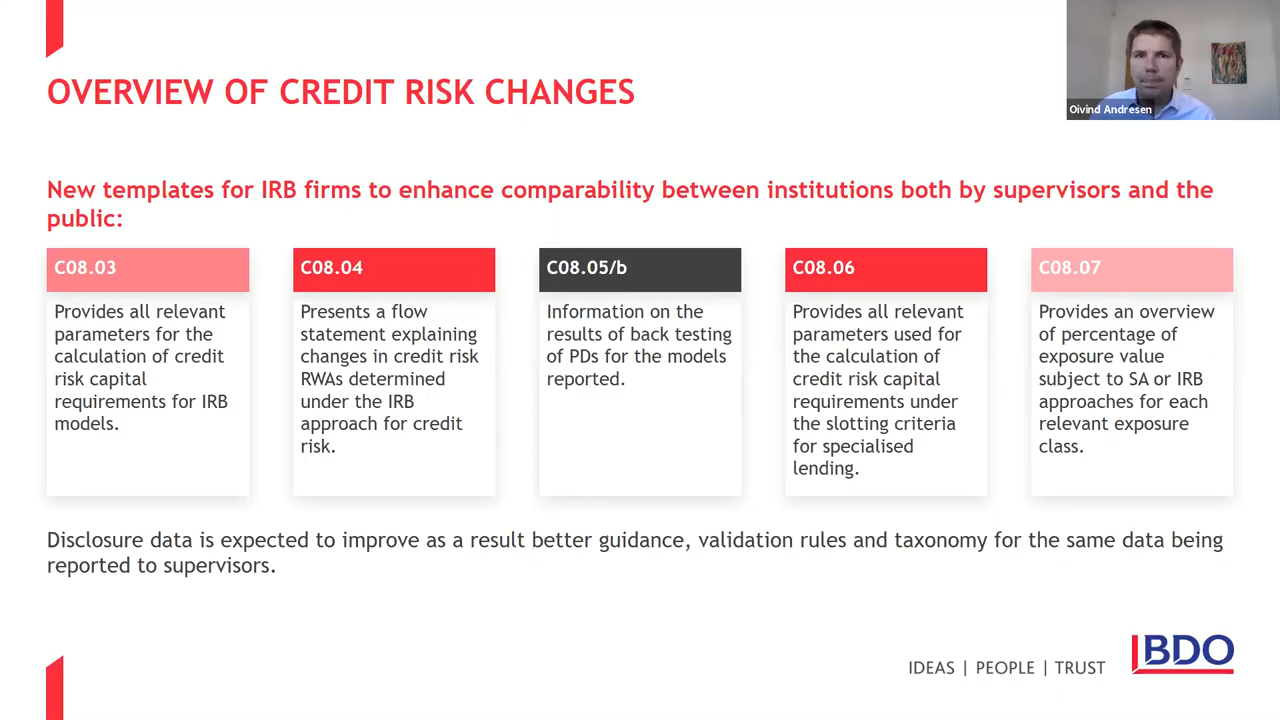 Oivind Andresen
OVERVIEW OF CREDIT RISK CHANGES
New templates for IRB firms to enhance comparability between institutions both by supervisors and the
public:
C08.03
Provides all relevant
parameters for the
calculation of credit
risk capital
requirements for IRB
models.
C08.04
Presents a flow
statement explaining
changes in credit risk
RWAs determined
under the IRB
approach for credit
risk.
C08.05/b
Information on the
results of back testing
of PDs for the models
reported.
C08.06
Provides all relevant
parameters used for
the calculation of
credit risk capital
requirements under
the slotting criteria
for specialised
lending.
C08.07
Provides an overview
of percentage of
exposure value
subject to SA or IRB
approaches for each
relevant exposure
class.
Disclosure data is expected to improve as a result better guidance, validation rules and taxonomy for the same data being
reported to supervisors.
IDEAS | PEOPLE | TRUST
BDO